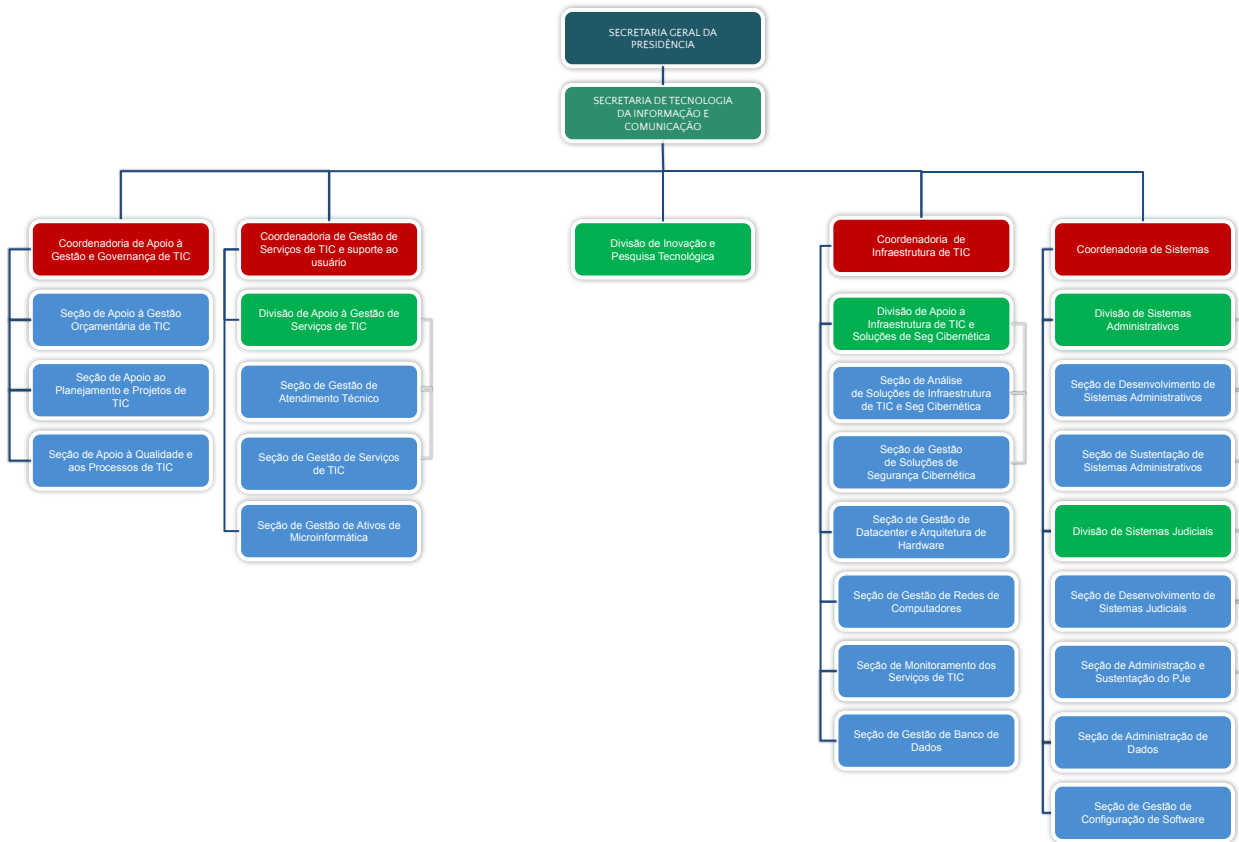 SECRETARIA GERAL DA
PRESIDÊNCIA
SECRETARIA DE TECNOLOGIA
DA INFORMAÇÃO E
COMUNICAÇÃO
Coordenadoria de Apoio à
Gestão e Governança de TIC
Seção de Apoio à Gestão
Orçamentária de TIC
Seção de Apoio ao
Planejamento e Projetos de
TIC
Seção de Apoio à Qualidade e
aos Processos de TIC
Coordenadoria de Gestão de
Serviços de TIC e suporte ao
usuário
Divisão de Apoio à Gestão de
Serviços de TIC
Seção de Gestão de
Atendimento Técnico
Seção de Gestão de Serviços
de TIC
Seção de Gestão de Ativos de
Microinformática
Divisão de Inovação e
Pesquisa Tecnológica
Coordenadoria de
Infraestrutura de TIC
Divisão de Apoio a
Infraestrutura de TIC e
Soluções de Seg Cibernética
Seção de Análise
de Soluções de Infraestrutura
de TIC e Seg Cibernética
Seção de Gestão
de Soluções de
Segurança Cibernética
Seção de Gestão de
Datacenter e Arquitetura de
Hardware
Seção de Gestão de Redes de
Computadores
Seção de Monitoramento dos
Serviços de TIC
Seção de Gestão de Banco de
Dados
Coordenadoria de Sistemas
Divisão de Sistemas
Administrativos
Seção de Desenvolvimento de
Sistemas Administrativos
Seção de Sustentação de
Sistemas Administrativos
Divisão de Sistemas Judiciais
Seção de Desenvolvimento de
Sistemas Judiciais
Seção de Administração e
Sustentação do PJe
Seção de Administração de
Dados
Seção de Gestão de
Configuração de Software